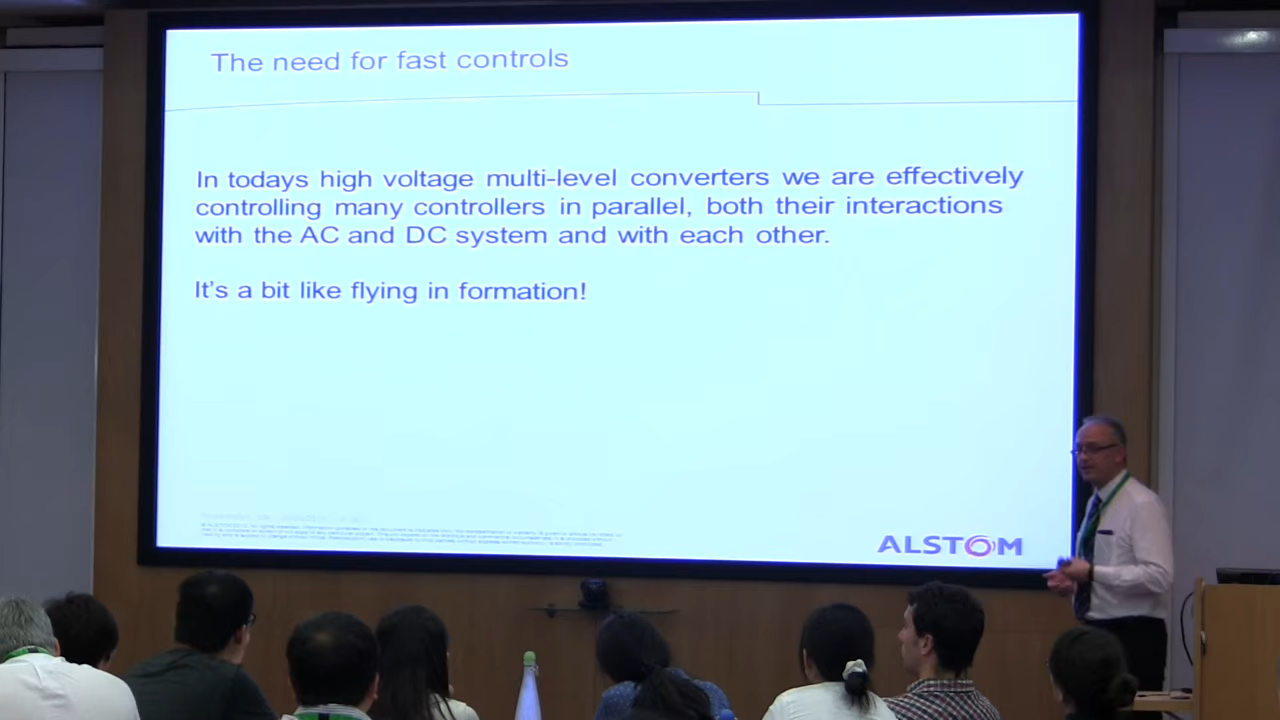 The need for fast controls
In todays high voltage multi-level converters we are effectively
controlling many controllers in parallel, both their interactions
with the AC and DC system and with each other.
It's a bit like flying in formation!
ALSTOM